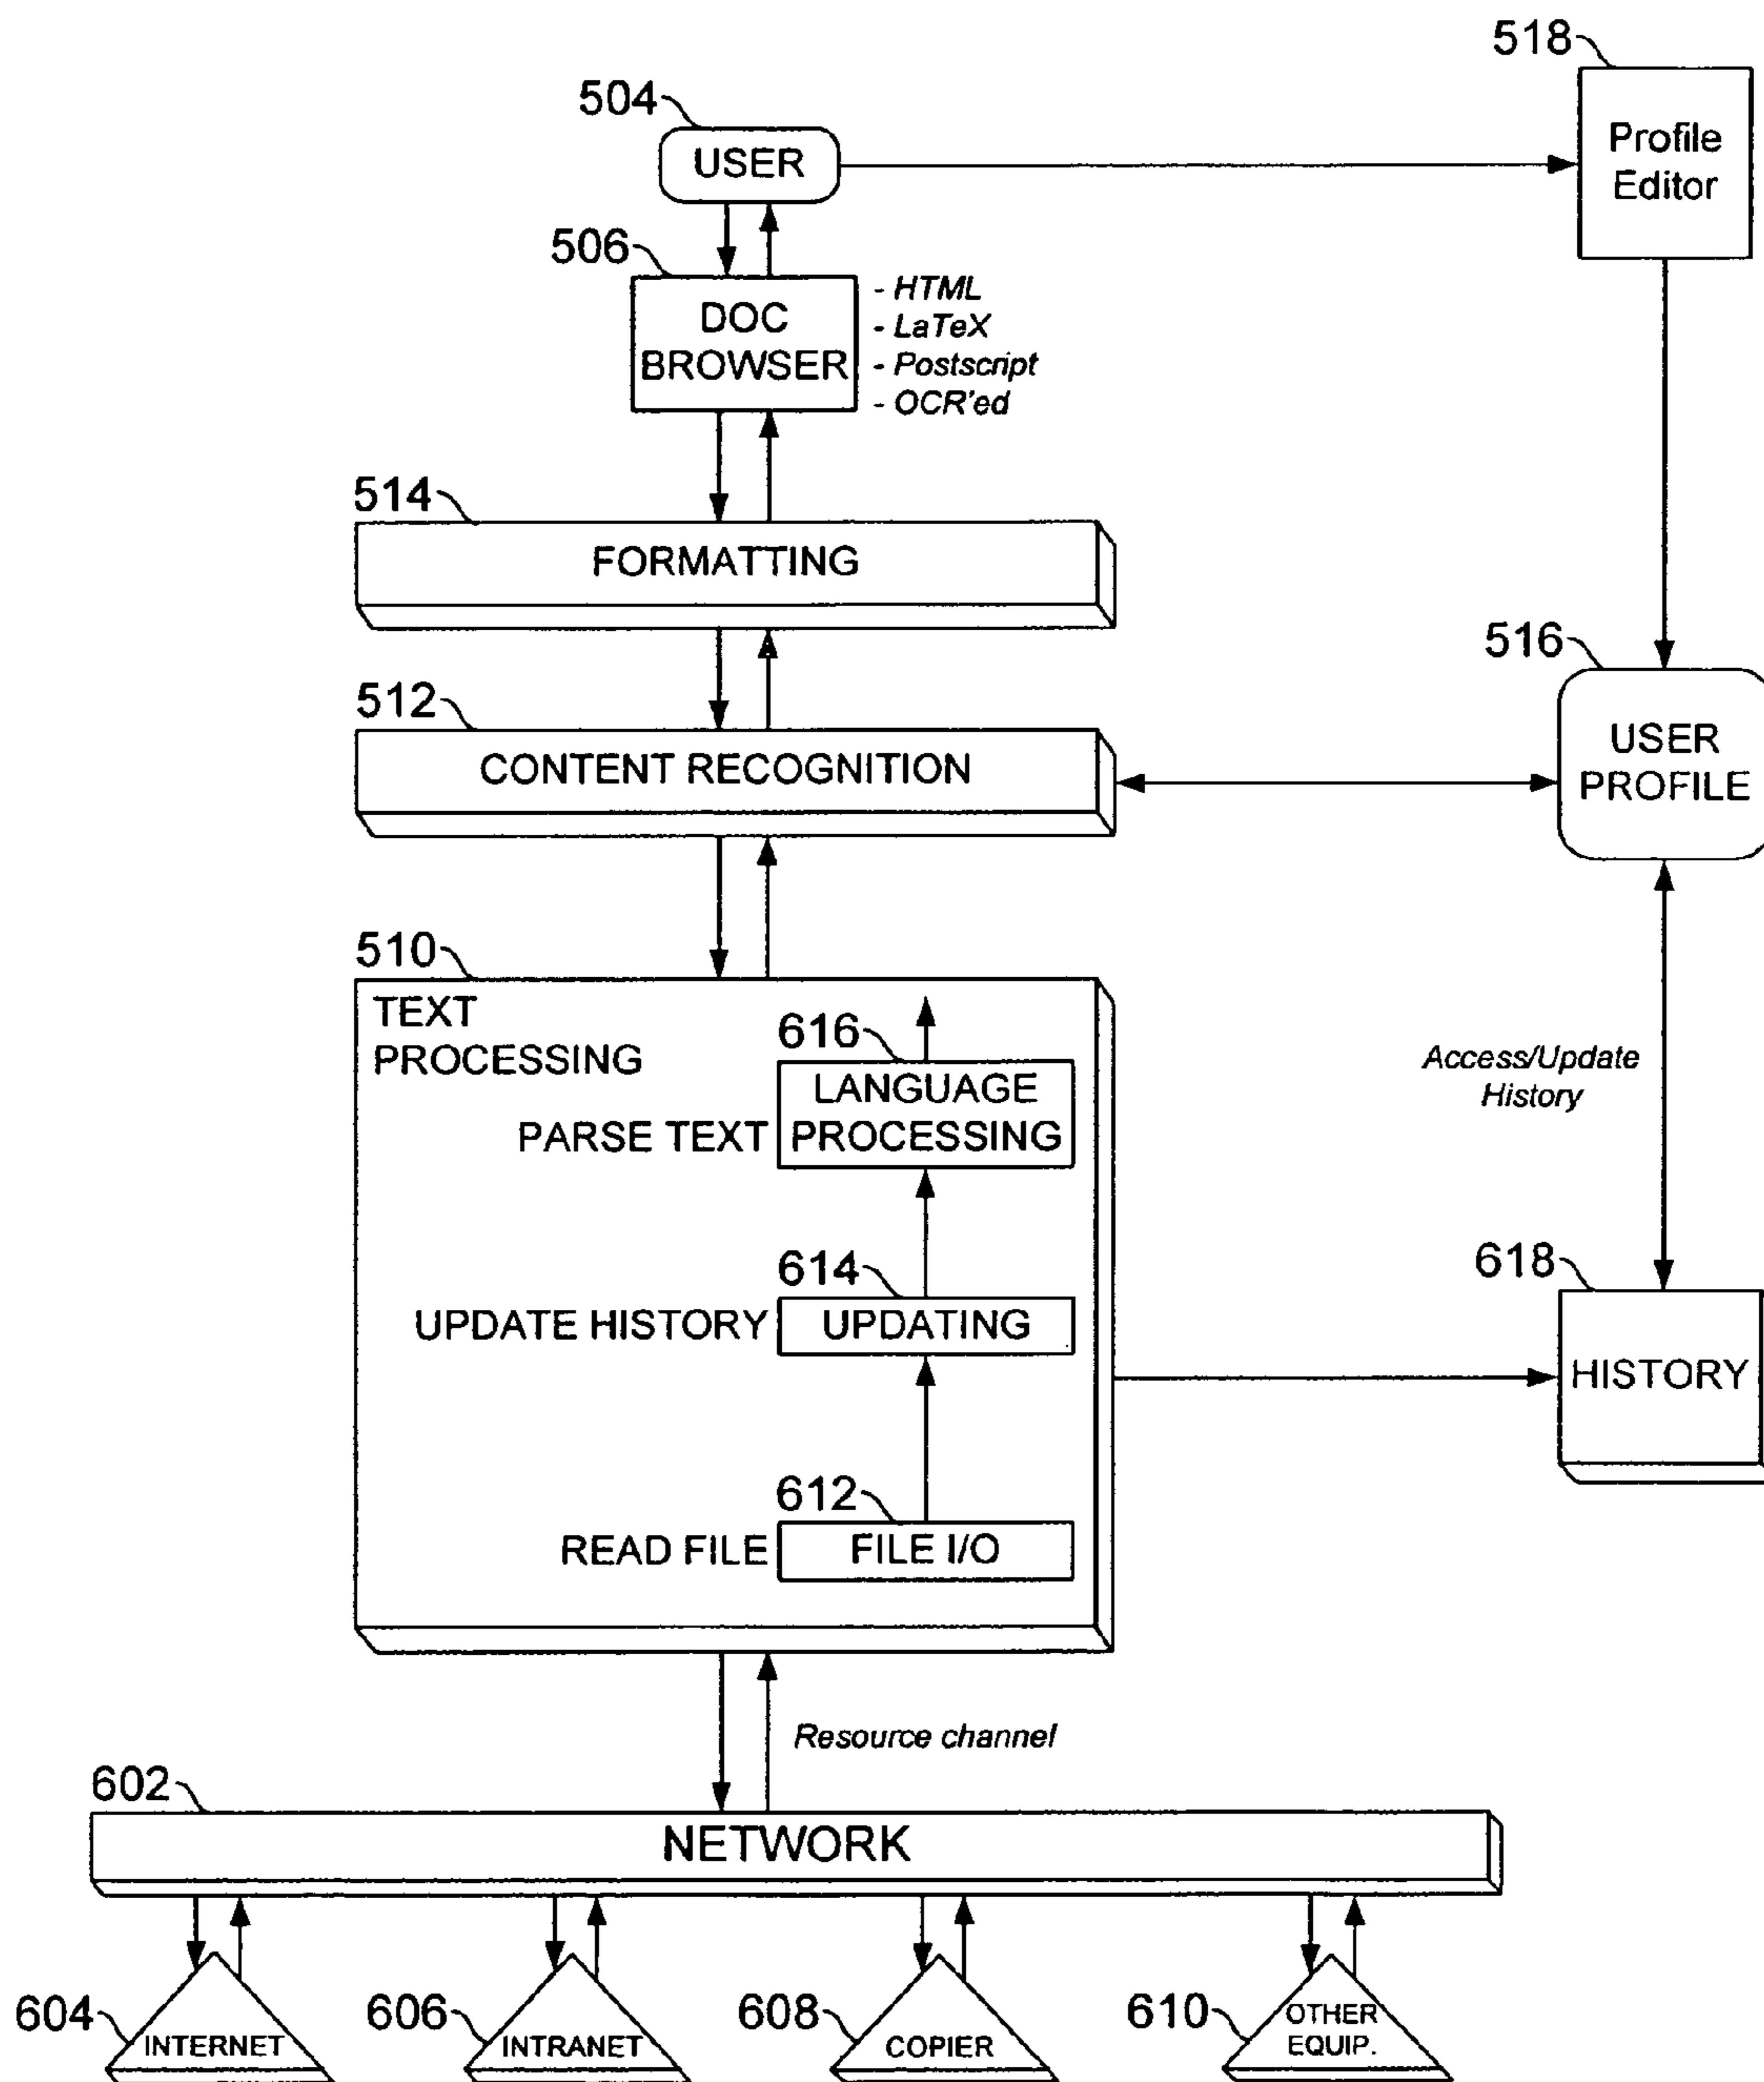 518
Profile
Editor
504
USER
506
DOC
BROWSER
- HTML
- LaTeX
- Postscript
- OCR'ed
514
FORMATTING
516
USER
PROFILE
512
CONTENT RECOGNITION
510
TEXT
PROCESSING
616
LANGUAGE
PROCESSING
PARSE TEXT
Access/Update
History
614
UPDATE HISTORY
UPDATING
618
HISTORY
612
READ FILE
FILE I/O
Resource channel
602
NETWORK
604
INTERNET
606
INTRANET
608
COPIER
610
OTHER
EQUIP.